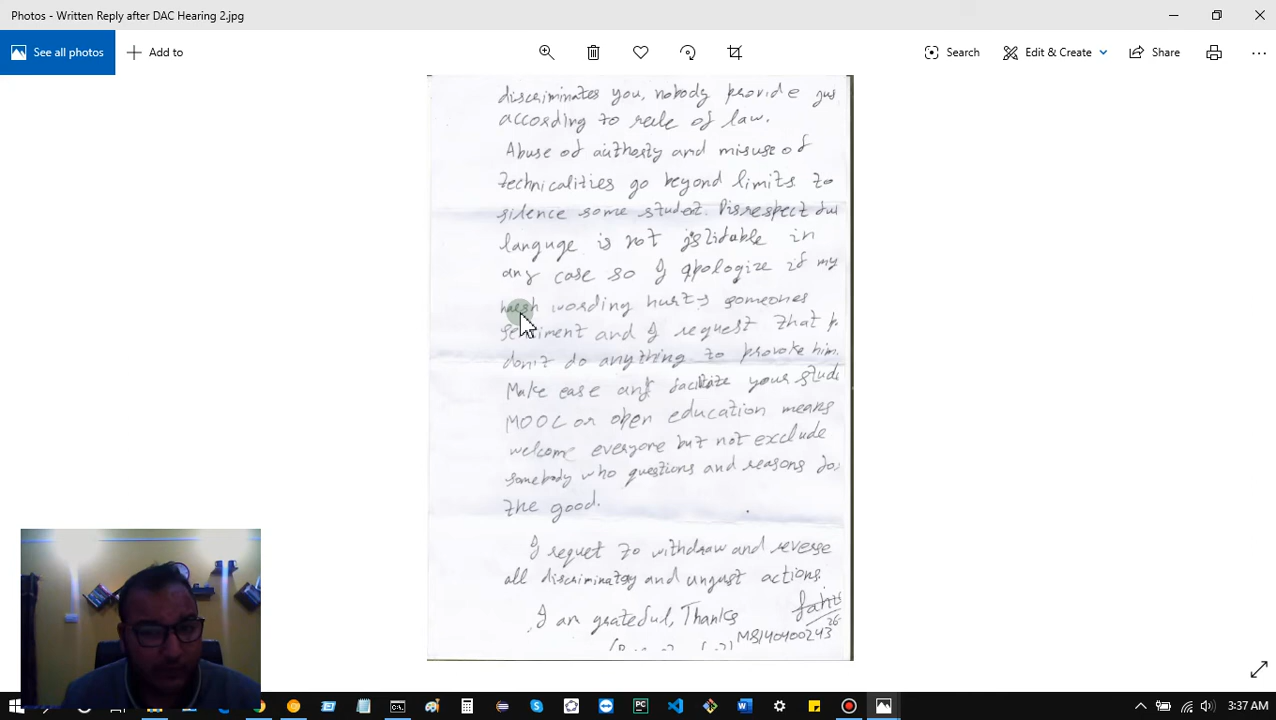 Photos - Written Reply after DAC Hearing 2.jpg
See all photos
Add to
Search
Edit & Create
Share
discriminates you, nobody provide jus
according to rule of law.
Abuse of authority and misuse of
technicalities go beyond limits to
silence some student. Disrespectful
languge is not justifiable in
any case so I apologize if my
harsh wording hurts someones
sentiment and I request that p
don't do anything to provoke him.
Make ease and facilitate your stude
MOOC or open education means
welcome everyone but not exclude
somebody who questions and reasons for
the good.
I requet to withdraw and reverse
all discriminatory and unjust actions.
I am grateful, Thanks
MS140400243
3:37 AM